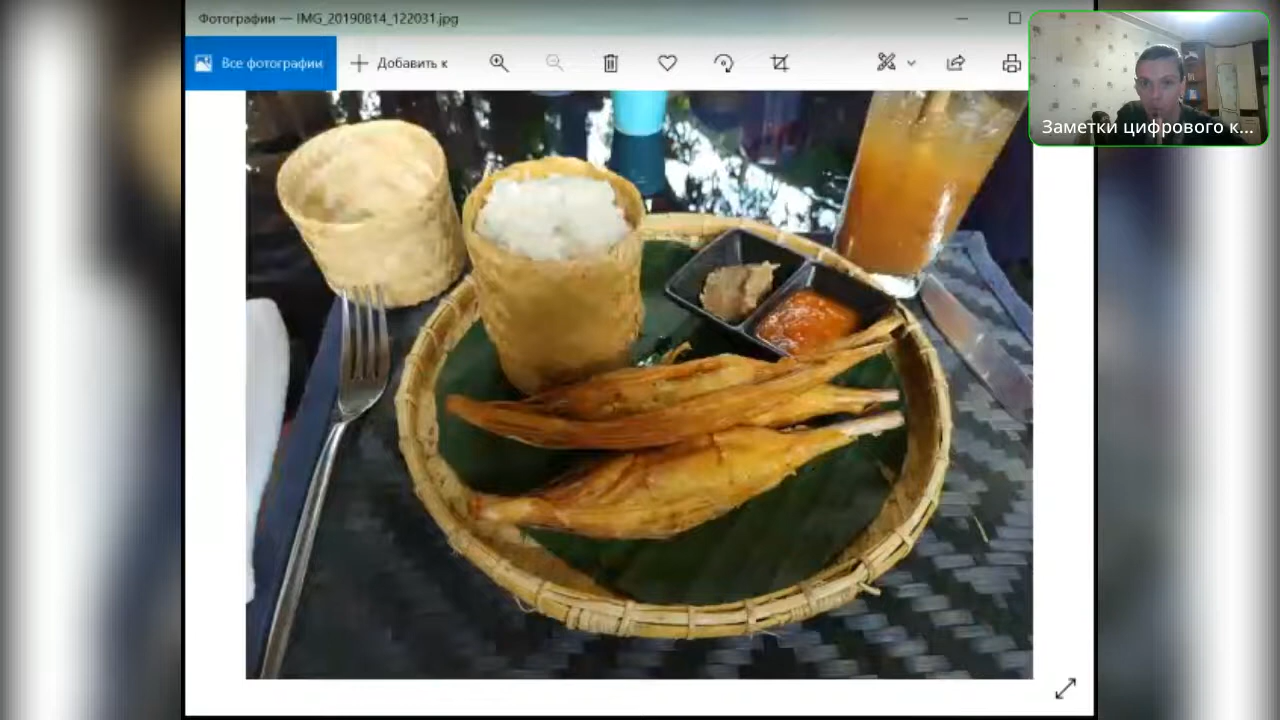 Фотографии — IMG_20190814_122031.jpg
Все фотографии
Добавить к
Заметки цифрового к...